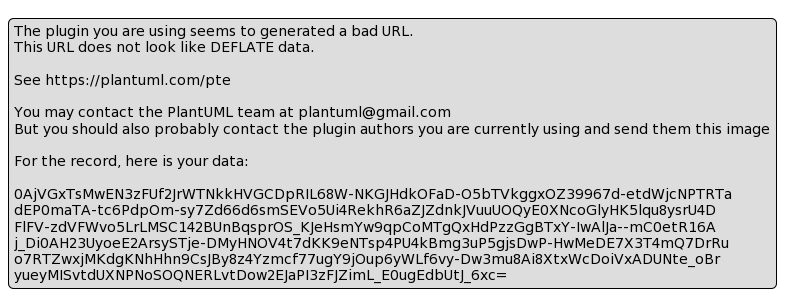 The plugin you are using seems to generated a bad URL.
This URL does not look like DEFLATE data.
See https://plantuml.com/pte
You may contact the PlantUML team at plantuml@gmail.com
But you should also probably contact the plugin authors you are currently using and send them this image
For the record, here is your data:
0AjVGxTsMwEN3zFUf2JrWTNkkHVGCDpRIL68W-NKGJHdkOFaD-O5bTVkggxOZ39967d-etdWjcNPTRTa
dEP0maTA-tc6PdpOm-sy7Zd66d6smSEVo5Ui4RekhR6aZJZdnkJVuuUOQyE0XNcoGlyHK5lqu8ysrU4D
FlFV-zdVFWvo5LrLMSC142BUnBqsprOS_KJeHsmYw9qpCoMTgQxHdPzzGgBTxY-IwAlJa--mC0etR16A
j_Di0AH23UyoeE2ArsySTje-DMyHNOV4t7dKK9eNTsp4PU4kBmg3uP5gjsDwP-HwMeDE7X3T4mQ7DrRu
o7RTZwxjMKdgKNhHhn9CsJBy8z4Yzmcf77ugY9jOup6yWLf6vy-Dw3mu8Ai8XtxWcDoiVxADUNte_oBr
yueyMISvtdUXNPNoSOQNERLvtDow2EJaPI3zFJZimL_E0ugEdbUtJ_6xc=